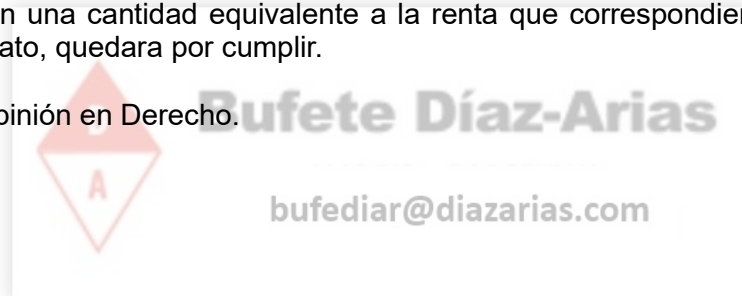 n una cantidad equivalente a la renta que correspondier
ato, quedara por cumplir.
pinión en Derecho.
Bufete Díaz-Arias
D
A
bufediar@diazarias.com